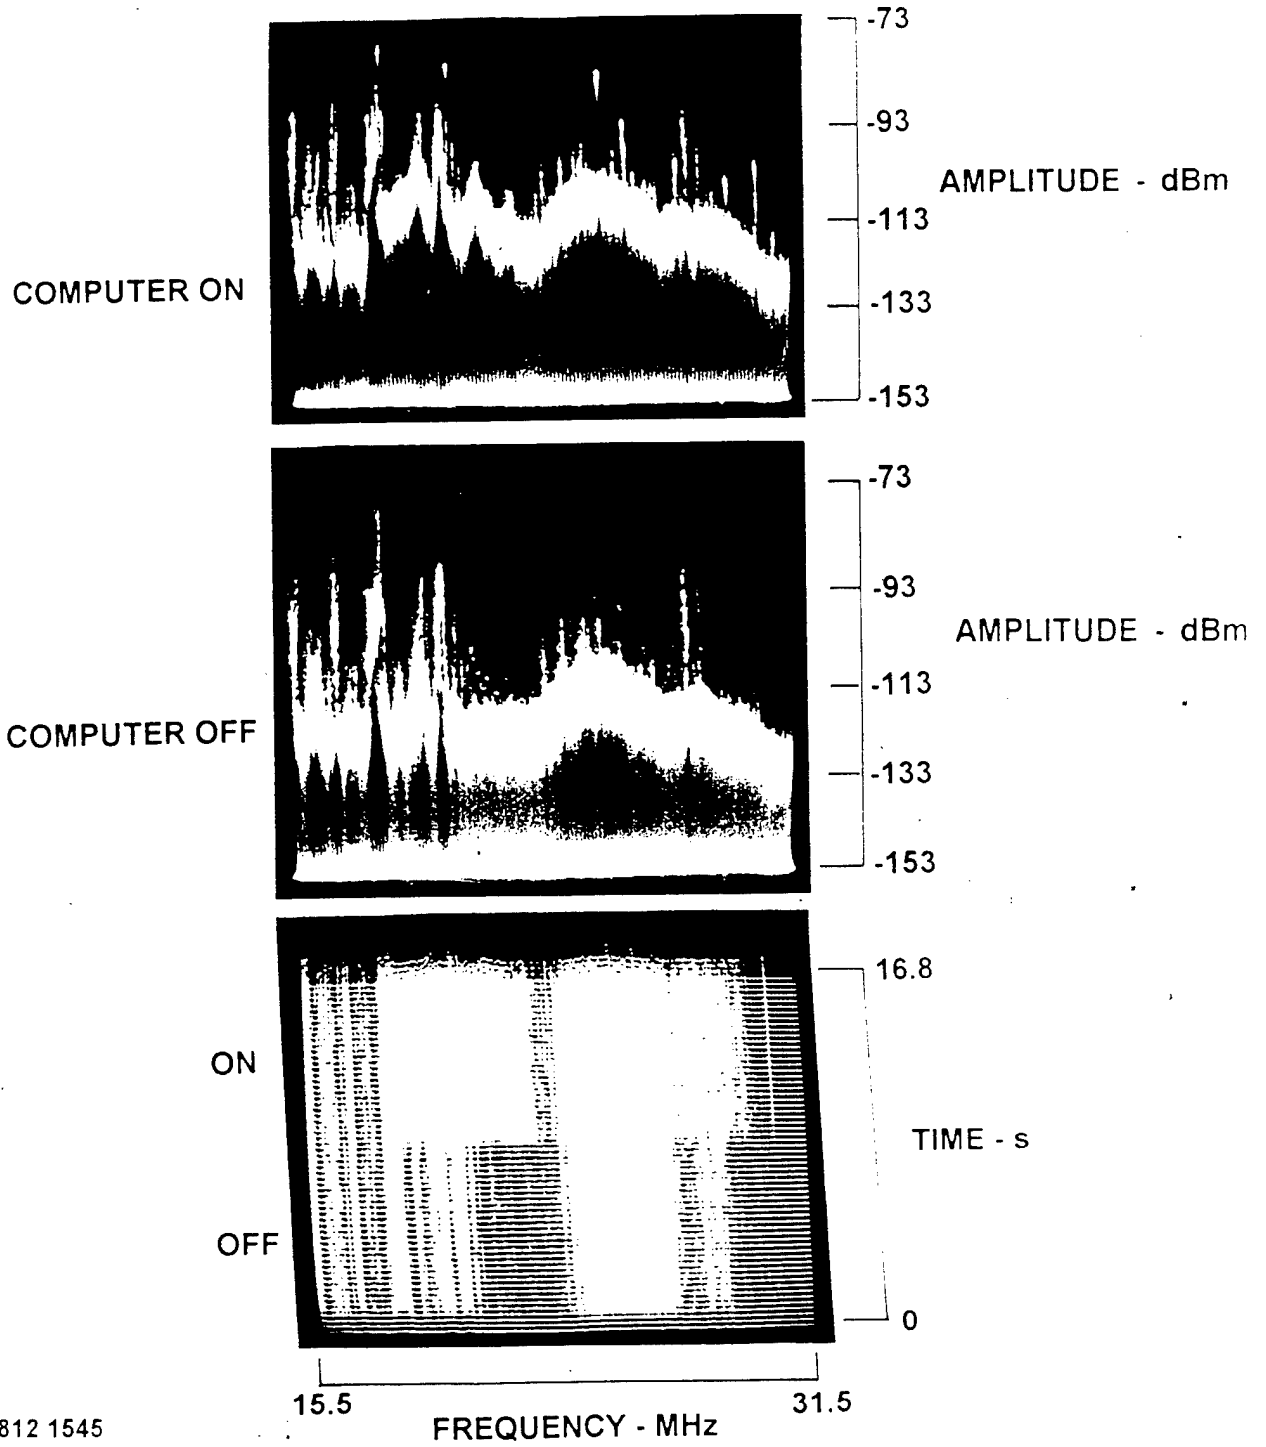 -73
-93
AMPLITUDE - dBm
-113
COMPUTER ON
-133
-153
-73
-93
AMPLITUDE - dBm
-113
COMPUTER OFF
-133
-153
16.8
ON
TIME - s
OFF
0
15.5
31.5
FREQUENCY - MHz
812 1545